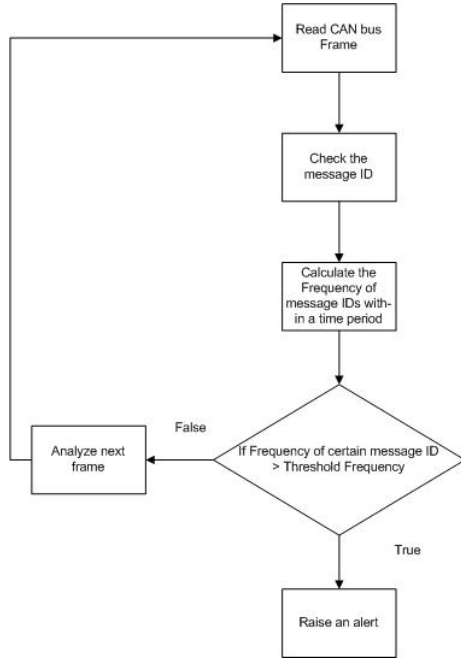 Read CAN bus
Frame
Check the
message ID
Calculate the
Frequency of
message IDs with-
in a time period
If Frequency of certain message ID
> Threshold Frequency
False
Analyze next
frame
True
Raise an alert